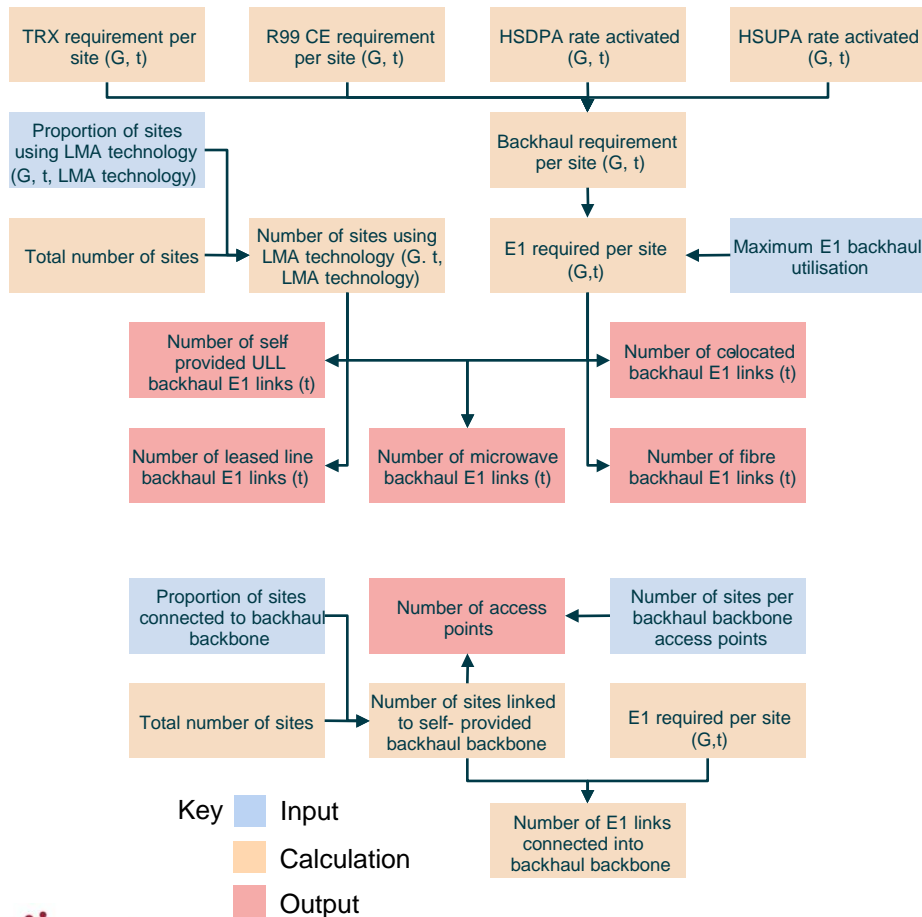 TRX requirement per
site (G, t)
R99 CE requirement
per site (G, t)
HSDPA rate activated
(G, t)
HSUPA rate activated
(G, t)
Proportion of sites
using LMA technology
(G, t, LMA technology)
Backhaul requirement
per site (G, t)
Total number of sites
Number of sites using
LMA technology (G. t,
LMA technology)
E1 required per site
(G,t)
Maximum E1 backhaul
utilisation
Number of self
provided ULL
backhaul E1 links (t)
Number of co-located
backhaul E1 links (t)
Number of leased line
backhaul E1 links (t)
Number of microwave
backhaul E1 links (t)
Number of fibre
backhaul E1 links (t)
Proportion of sites
connected to backhaul
backbone
Number of access
points
Number of sites per
backhaul backbone
access points
Total number of sites
Number of sites linked
to self- provided
backhaul backbone
E1 required per site
(G,t)
Number of E1 links
connected into
backhaul backbone
Key
Input
Calculation
Output